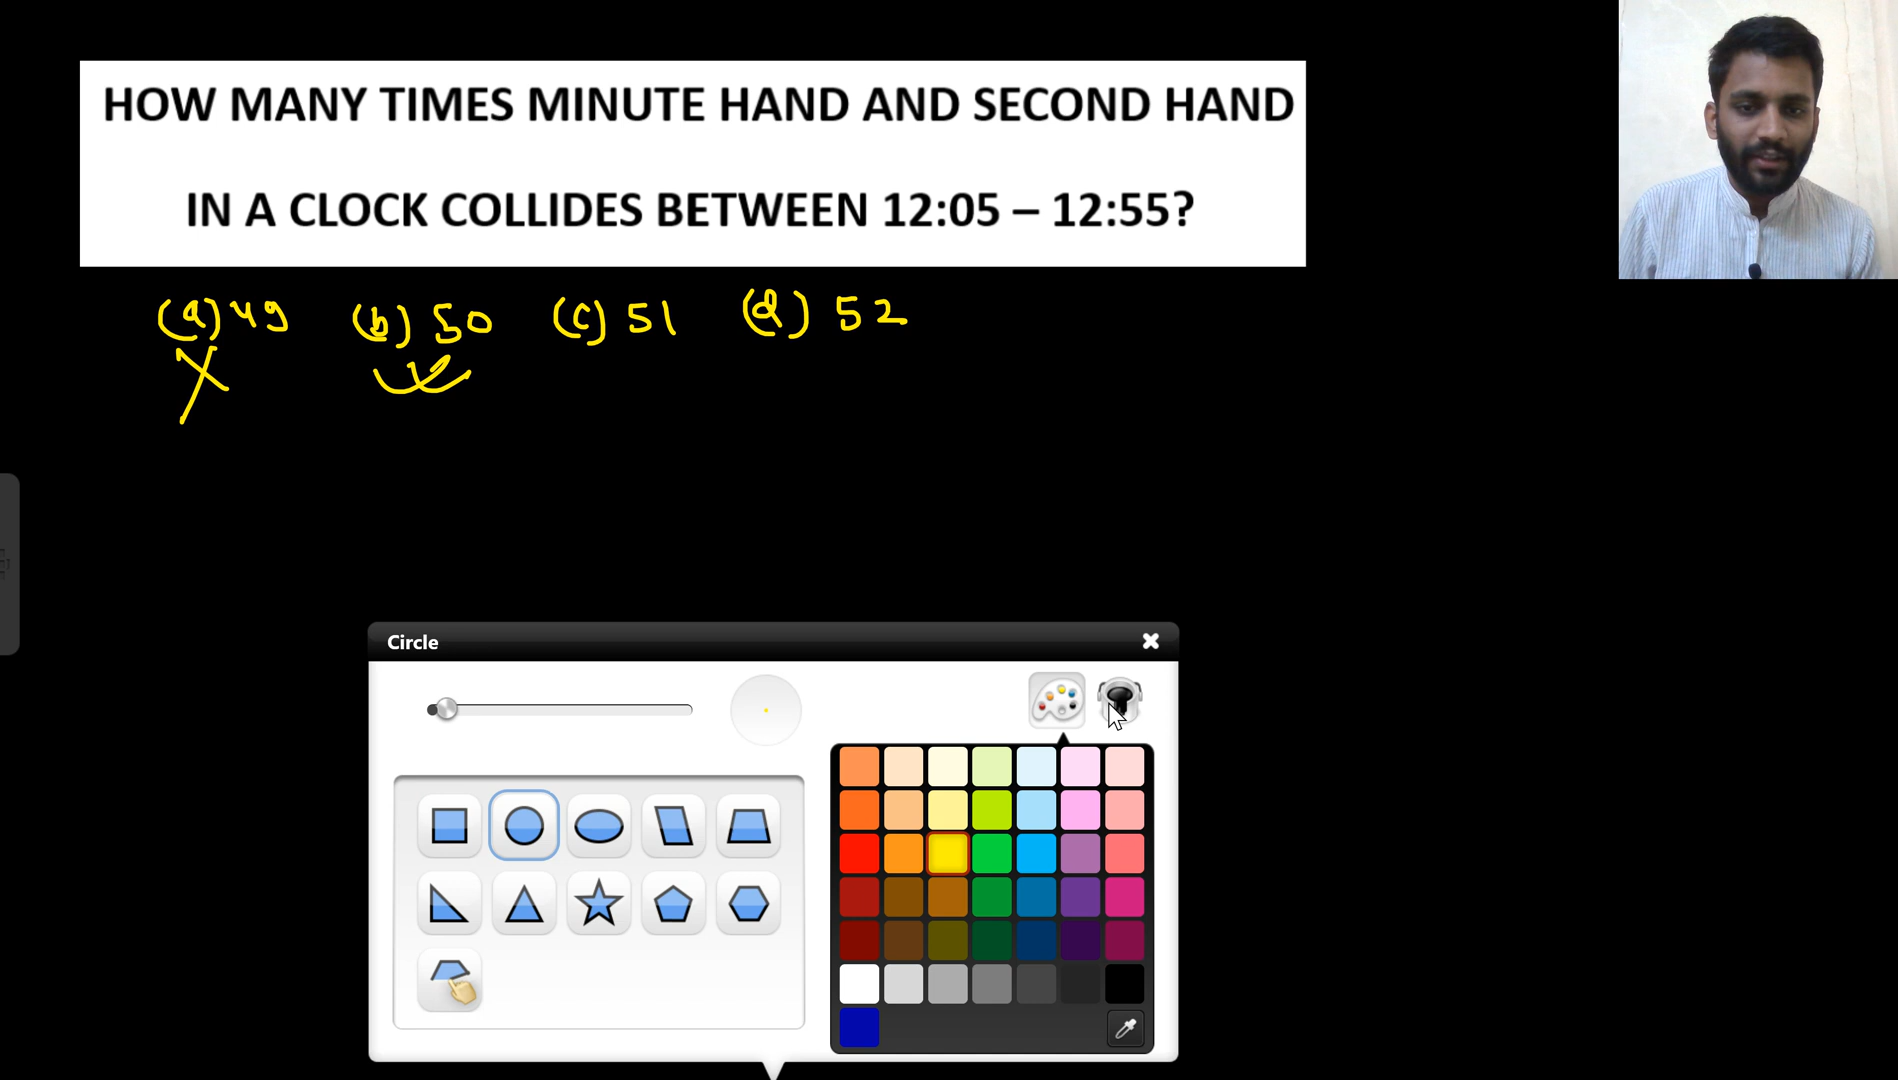 HOW MANY TIMES MINUTE HAND AND SECOND HAND
IN A CLOCK COLLIDES BETWEEN 12:05 – 12:55?
(a) 49 (b) 50 (c) 51 (d) 52
Circle